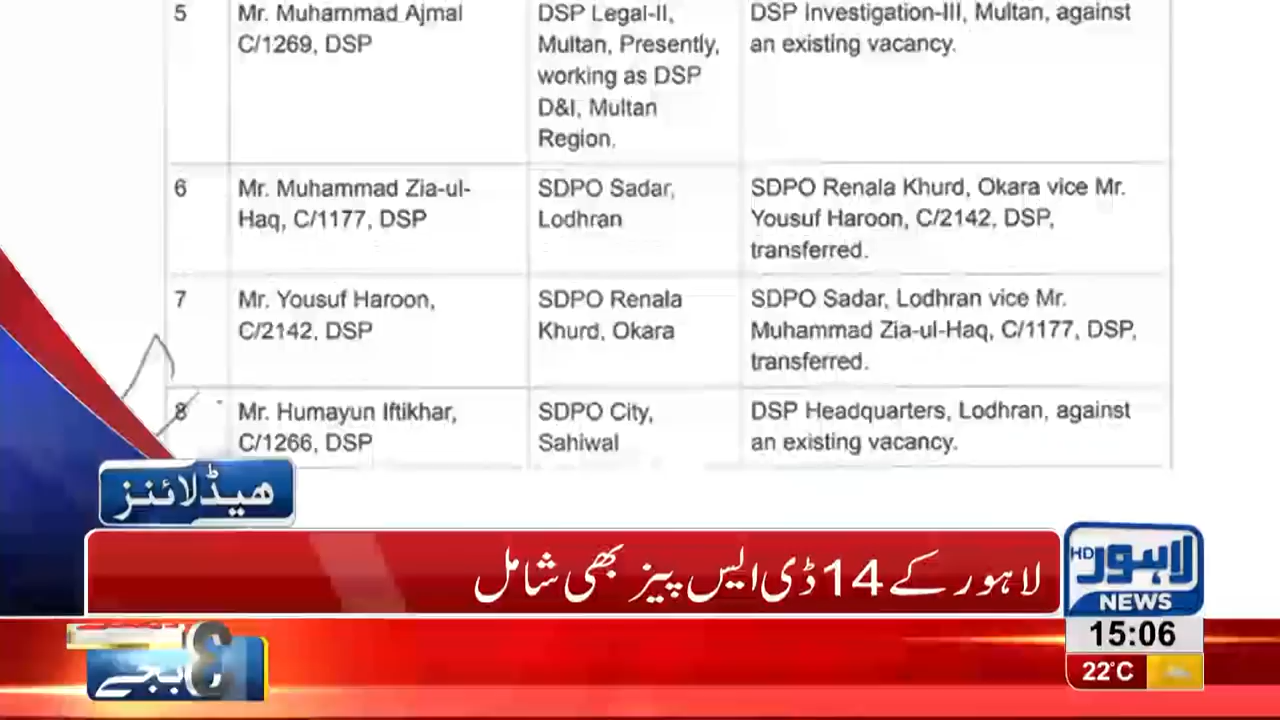 5
Mr. Muhammad Ajmal
C/1269, DSP
DSP Legal-II,
Multan, Presently,
working as DSP
D&I, Multan
Region.
DSP Investigation-III, Multan, against
an existing vacancy.
6
Mr. Muhammad Zia-ul-
Haq, C/1177, DSP
SDPO Sadar,
Lodhran
SDPO Renala Khurd, Okara vice Mr.
Yousuf Haroon, C/2142, DSP,
transferred.
7
Mr. Yousuf Haroon,
C/2142, DSP
SDPO Renala
Khurd, Okara
SDPO Sadar, Lodhran vice Mr.
Muhammad Zia-ul-Haq, C/1177, DSP,
transferred.
8
Mr. Humayun Iftikhar,
C/1266, DSP
SDPO City,
Sahiwal
DSP Headquarters, Lodhran, against
an existing vacancy.
ھیڈلائنز
لاہور کے 14 ڈی ایس پیز بھی شامل
لاہور HD
NEWS
15:06
22°C
بجے